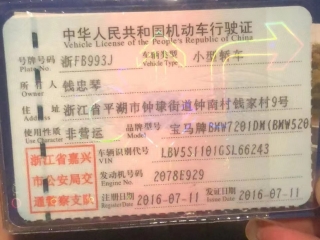 中华人民共和国机动车行驶证
Vehicle License of the People's Republic of China
号牌号码 浙FB993J 车辆类型 小型轿车
Plate No. Vehicle Type
所有人 钱忠琴
Owner
住址 浙江省平湖市钟埭街道钟南村钱家村9号
Address
使用性质 非营运 品牌型号 宝马牌BMW7201DM(BMW520
Model
浙江省嘉兴市公安局交通警察支队
车辆识别代号 LBV5S1101GSL66243
VIN
发动机号码 2078E929
Engine No.
注册日期 2016-07-11 发证日期 2016-07-11
Register Date Issue Date